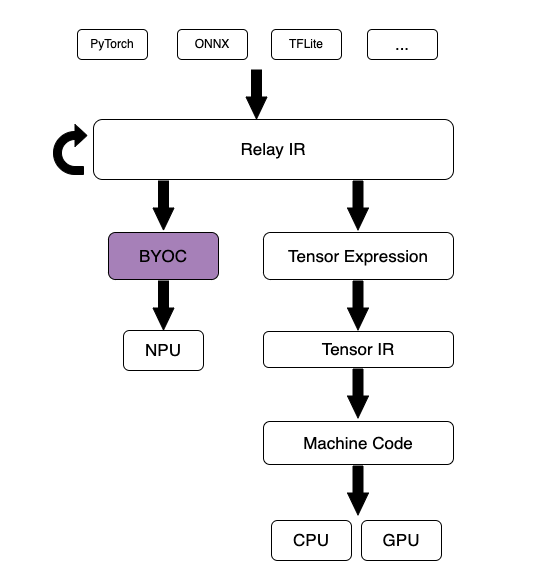 PyTorch
ONNX
TFLite
...
Relay IR
BYOC
Tensor Expression
NPU
Tensor IR
Machine Code
CPU
GPU